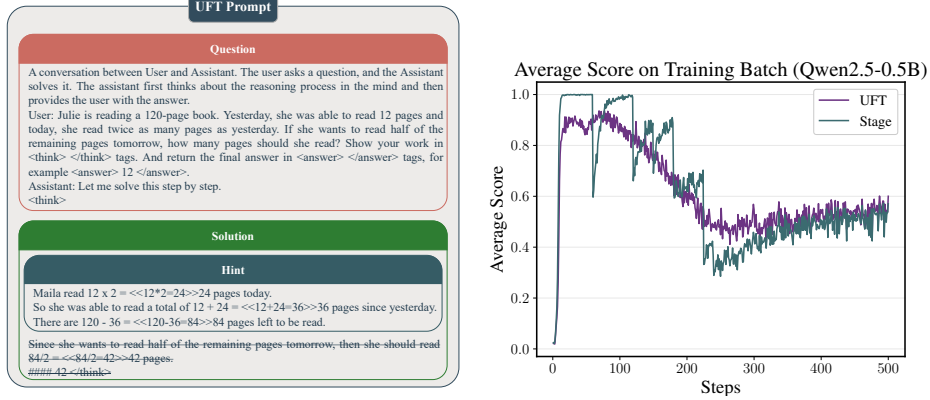 UFT Prompt
Question
A conversation between User and Assistant. The user asks a question, and the Assistant
solves it. The assistant first thinks about the reasoning process in the mind and then
provides the user with the answer.
User: Julie is reading a 120-page book. Yesterday, she was able to read 12 pages and
today, she read twice as many pages as yesterday. If she wants to read half of the
remaining pages tomorrow, how many pages should she read? Show your work in
<think> </think> tags. And return the final answer in <answer> </answer> tags, for
example <answer> 12 </answer>.
Assistant: Let me solve this step by step.
<think>
Solution
Hint
Maila read 12 x 2 = <<12*2=24>>24 pages today.
So she was able to read a total of 12 + 24 = <<12+24=36>>36 pages since yesterday.
There are 120 - 36 = <<120-36=84>>84 pages left to be read.
Since she wants to read half of the remaining pages tomorrow, then she should read
84/2 = <<84/2=42>>42 pages.
#### 42 </think>
Average Score on Training Batch (Qwen2.5-0.5B)
UFT
Stage
Average Score
1.0
0.8
0.6
0.4
0.2
0.0
0 100 200 300 400 500
Steps